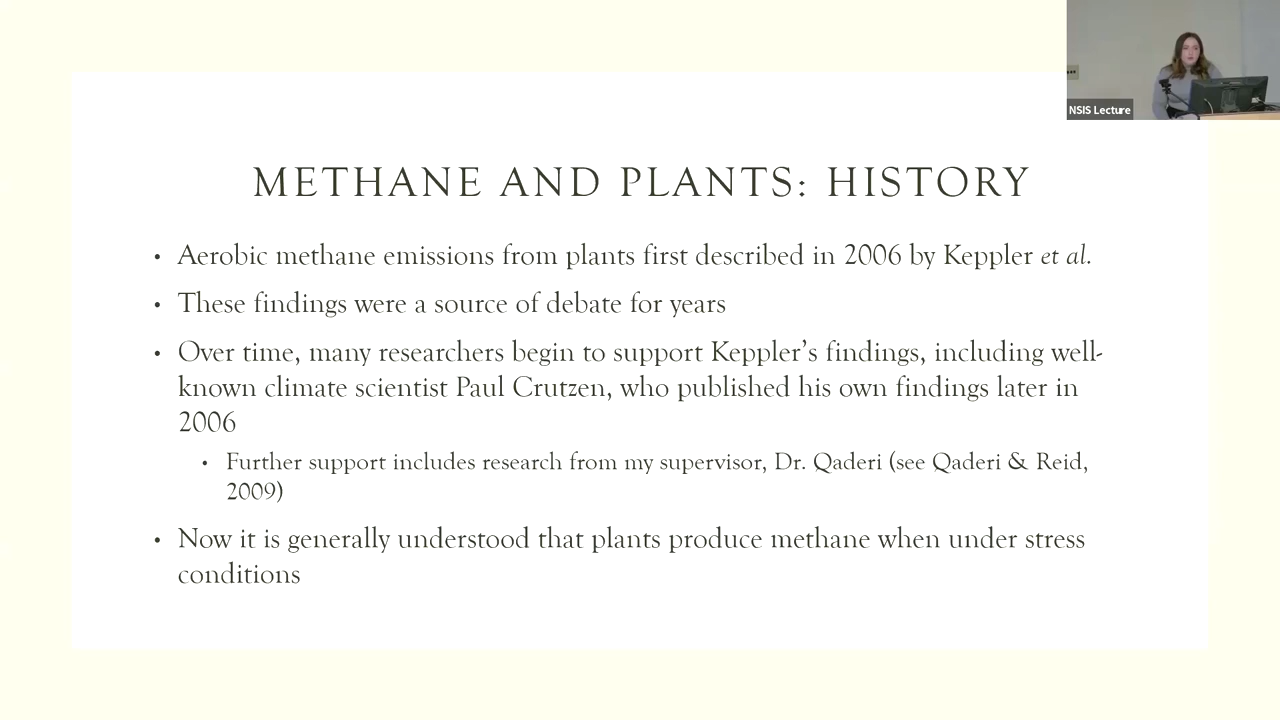 NSIS Lecture
METHANE AND PLANTS: HISTORY
• Aerobic methane emissions from plants first described in 2006 by Keppler et al.
• These findings were a source of debate for years
• Over time, many researchers begin to support Keppler’s findings, including well-
known climate scientist Paul Crutzen, who published his own findings later in
2006
• Further support includes research from my supervisor, Dr. Qaderi (see Qaderi & Reid,
2009)
• Now it is generally understood that plants produce methane when under stress
conditions